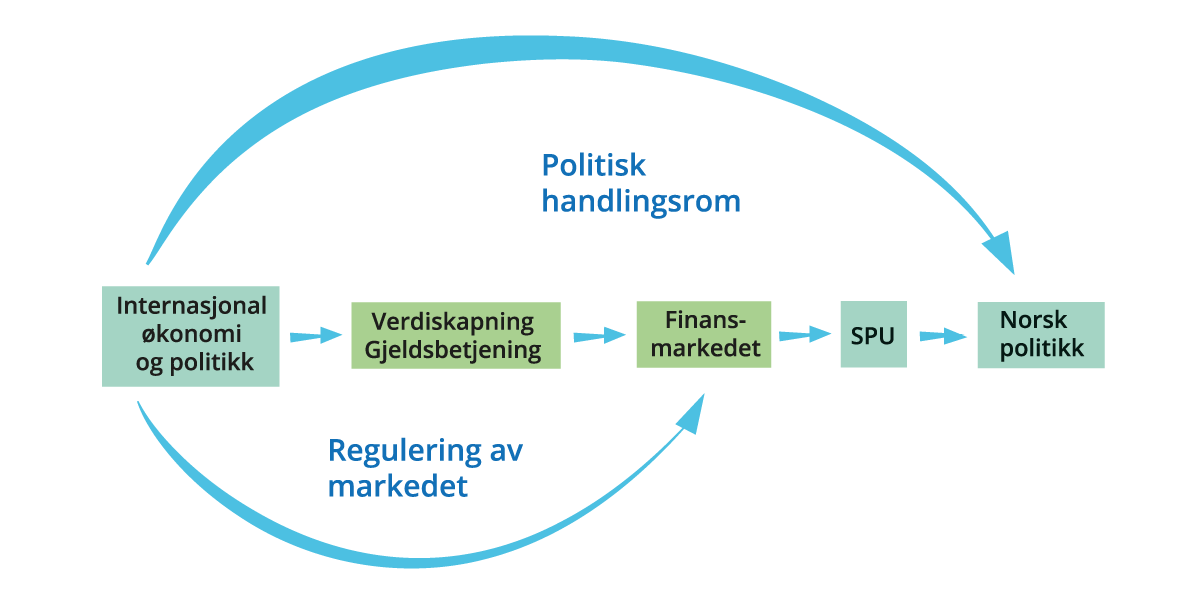 Politisk
handlingsrom
Internasjonal
økonomi
og politikk
Verdiskapning
Gjeldsbetjening
Finans-
markedet
SPU
Norsk
politikk
Regulering av
markedet